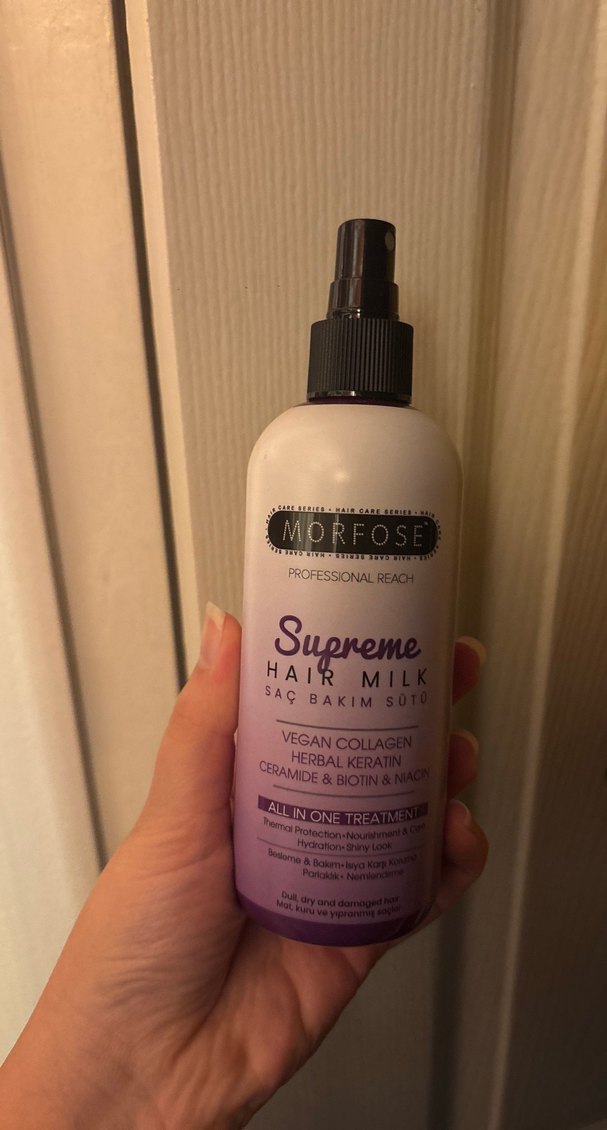 HAIR CARE SERIES • HAIR CARE SERIES • HAIR
MORFOSE
PROFESSIONAL REACH
Supreme
HAIR MILK
SAÇ BAKIM SÜTÜ
VEGAN COLLAGEN
HERBAL KERATIN
CERAMIDE & BIOTIN & NIACIN
ALL IN ONE TREATMENT
Thermal Protection•Nourishment & Care
Hydration•Shiny Look
Besleme & Bakım•Isıya Karşı Koruma
Parlaklık• Nemlendirme
Dull, dry and damaged hair
Mat, kuru ve yıpranmış saçlar